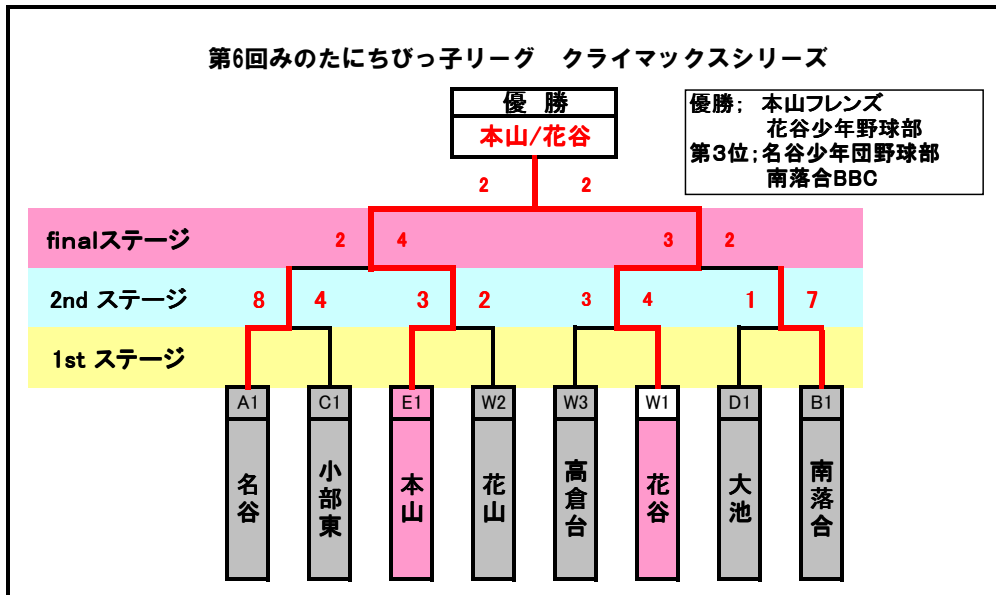 第6回みのたにちびっ子リーグ　クライマックスシリーズ
優 勝
本山/花谷
優勝;　本山フレンズ
花谷少年野球部
第３位;名谷少年団野球部
南落合BBC
2 2
finalステージ
2 4 3 2
2nd ステージ
8 4 3 2 3 4 1 7
1st ステージ
A1 C1 E1 W2 W3 W1 D1 B1
名谷
小部東
本山
花山
高倉台
花谷
大池
南落合